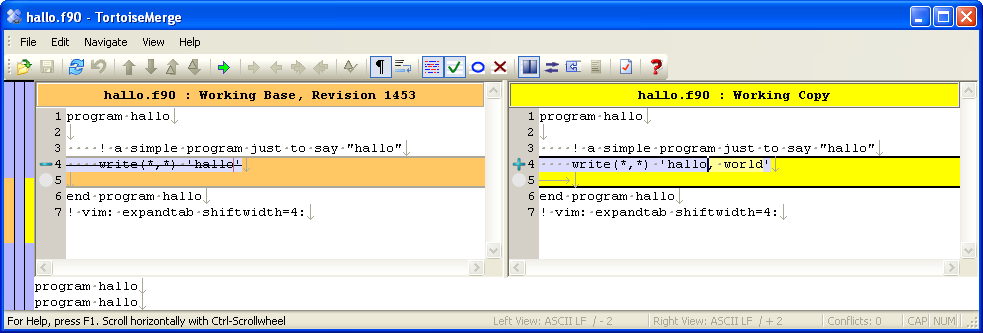 hallo.f90 - TortoiseMerge
File Edit Navigate View Help
hallo.f90 : Working Base, Revision 1453
1 program·hallo↓
2 ↓
3 ····!·a·simple·program·just·to·say·"hallo"↓
4 ····write(*,*)·'hallo'↓
5 ↓
6 end·program·hallo↓
7 !·vim:·expandtab·shiftwidth=4:↓
hallo.f90 : Working Copy
1 program·hallo↓
2 ↓
3 ····!·a·simple·program·just·to·say·"hallo"↓
4 ····write(*,*)·'hallo,·world'↓
5 →↓
6 end·program·hallo↓
7 !·vim:·expandtab·shiftwidth=4:↓
program·hallo↓
program·hallo↓
For Help, press F1. Scroll horizontally with Ctrl-Scrollwheel Left View: ASCII LF / - 2 Right View: ASCII LF / + 2 Conflicts: 0 CAP NUM